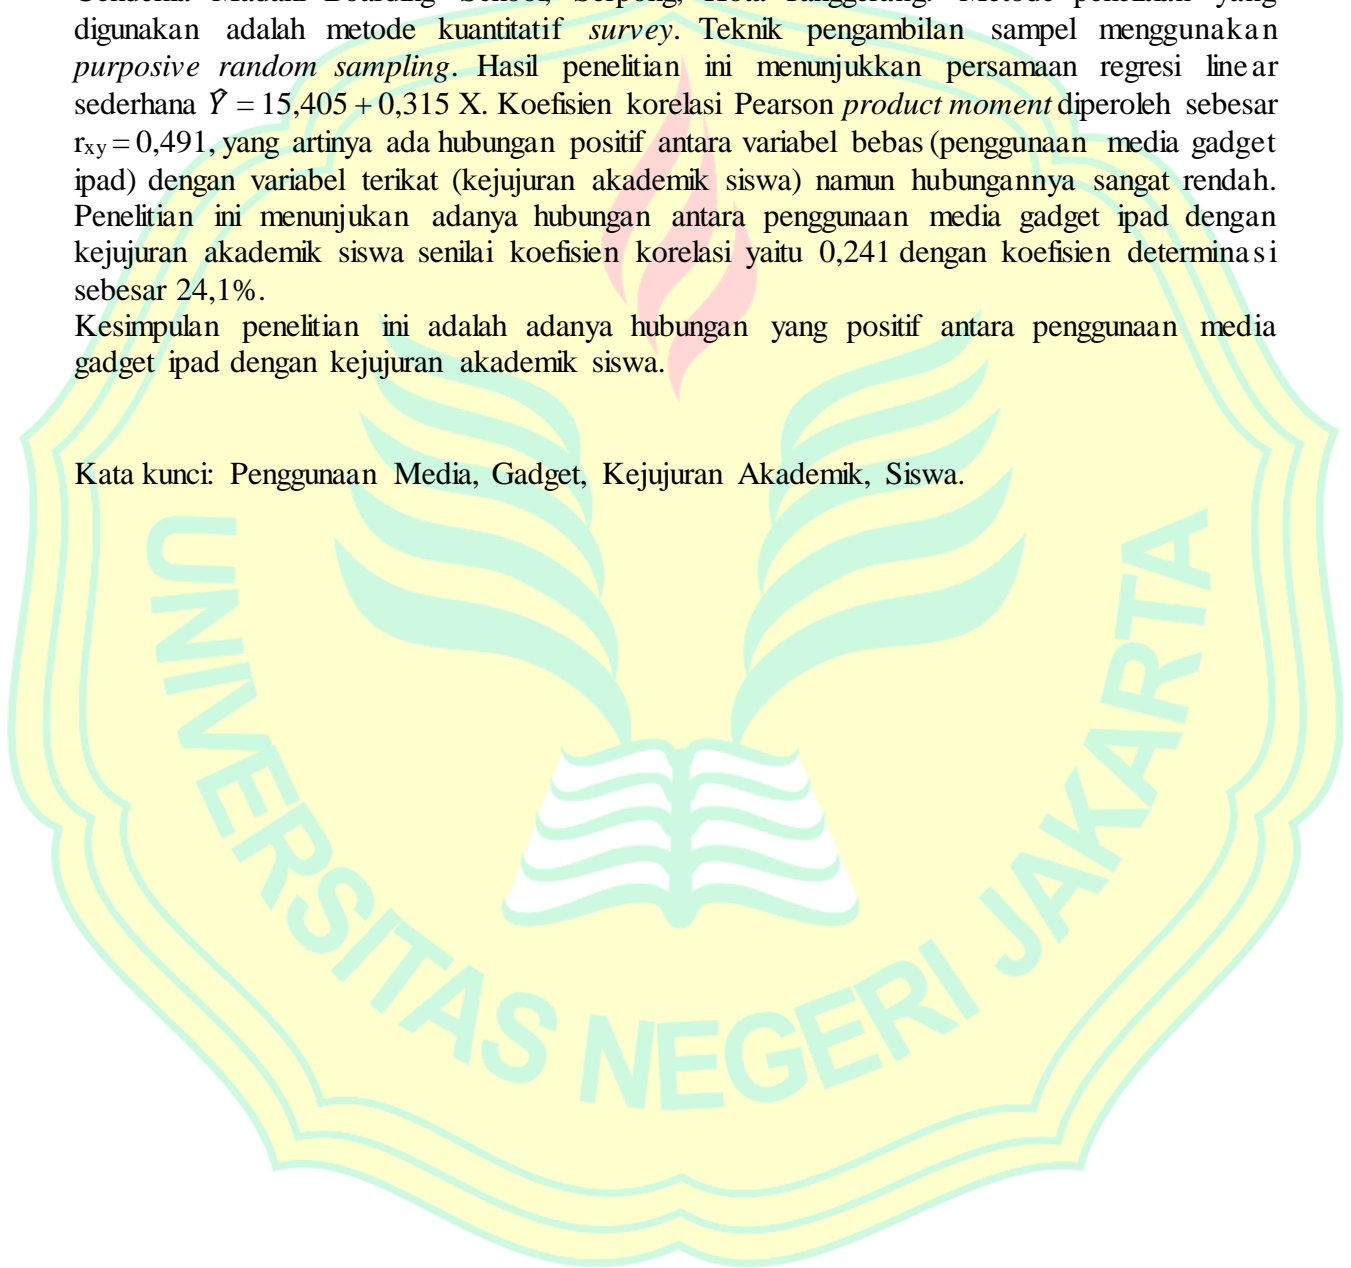 digunakan adalah metode kuantitatif survey. Teknik pengambilan sampel menggunakan
purposive random sampling. Hasil penelitian ini menunjukkan persamaan regresi linear
sederhana Ŷ = 15,405 + 0,315 X. Koefisien korelasi Pearson product moment diperoleh sebesar
rxy = 0,491, yang artinya ada hubungan positif antara variabel bebas (penggunaan media gadget
ipad) dengan variabel terikat (kejujuran akademik siswa) namun hubungannya sangat rendah.
Penelitian ini menunjukan adanya hubungan antara penggunaan media gadget ipad dengan
kejujuran akademik siswa senilai koefisien korelasi yaitu 0,241 dengan koefisien determinasi
sebesar 24,1%.
Kesimpulan penelitian ini adalah adanya hubungan yang positif antara penggunaan media
gadget ipad dengan kejujuran akademik siswa.
Kata kunci: Penggunaan Media, Gadget, Kejujuran Akademik, Siswa.
UNIVERSITAS NEGERI JAKARTA